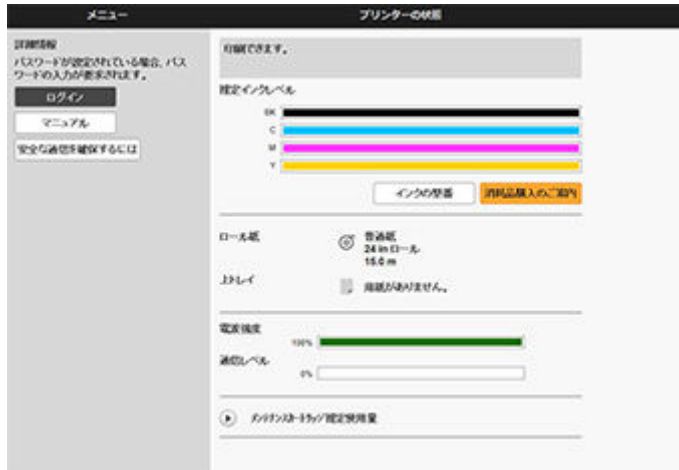 メニュー
プリンターの状態
詳細情報
パスワードが設定されている場合、パス
ワードの入力が要求されます。
ログイン
マニュアル
安全な通信を確保するには
印刷できます。
推定インクレベル
BK
C
M
Y
インクの型番
消耗品購入のご案内
ロール紙
普通紙
24 in ロール
15.0 m
上トレイ
用紙がありません。
電波強度
100%
通信レベル
0%
メンテナンスカートリッジ推定使用量